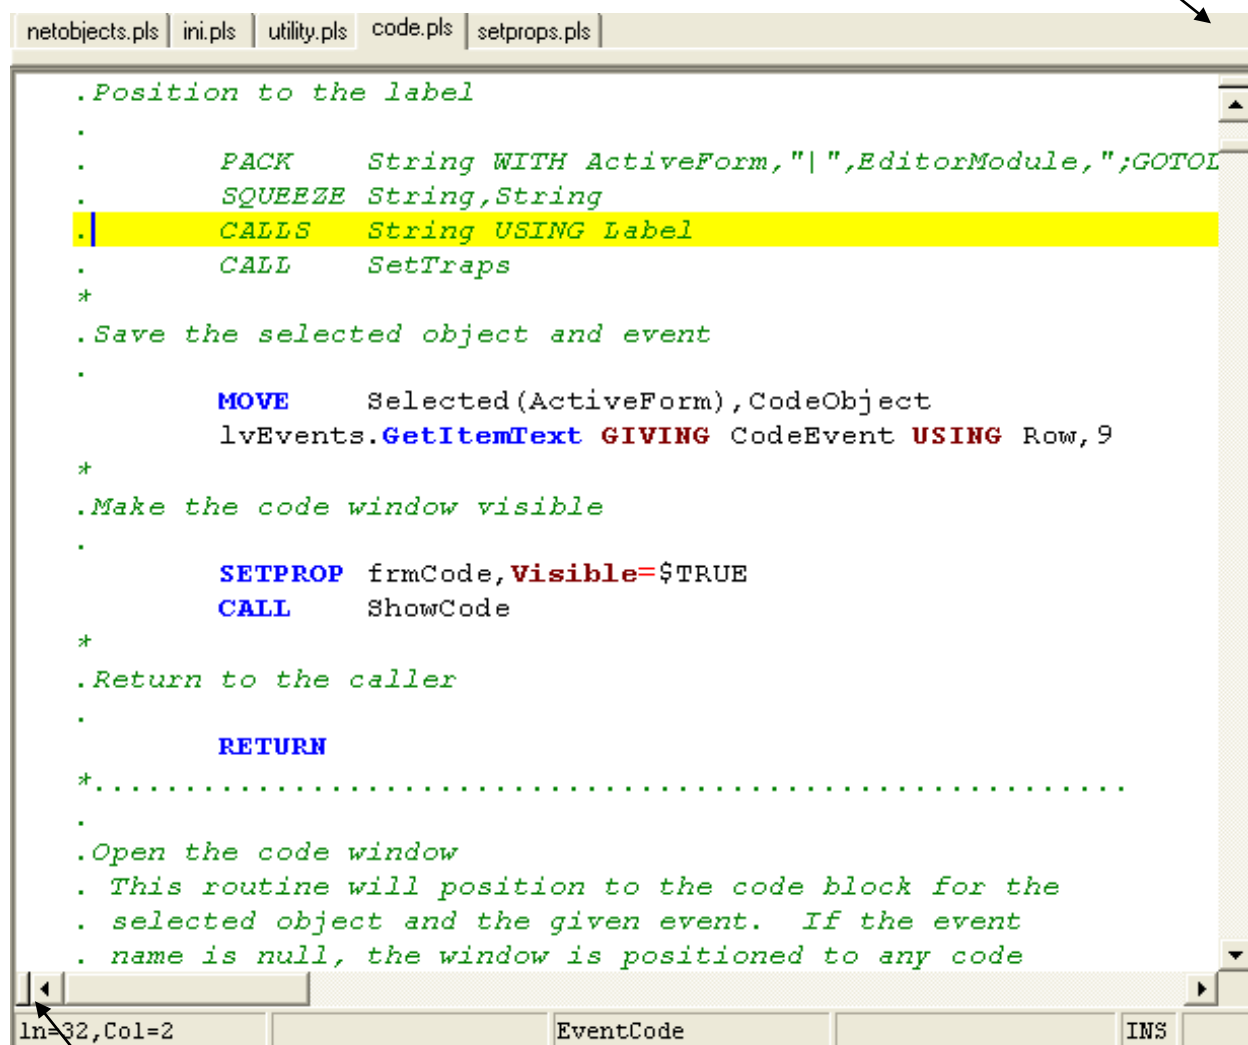 netobjects.pls ini.pls utility.pls code.pls setprops.pls
.Position to the label
.
. PACK String WITH ActiveForm,"|",EditorModule,";GOTOL
. SQUEEZE String,String
. CALLS String USING Label
. CALL SetTraps
*
.Save the selected object and event
.
MOVE Selected(ActiveForm),CodeObject
lvEvents.GetItemText GIVING CodeEvent USING Row,9
*
.Make the code window visible
.
SETPROP frmCode,Visible=$TRUE
CALL ShowCode
*
.Return to the caller
.
RETURN
*.........................................................
.
.Open the code window
. This routine will position to the code block for the
. selected object and the given event.  If the event
. name is null, the window is positioned to any code
ln=32,Col=2 EventCode INS